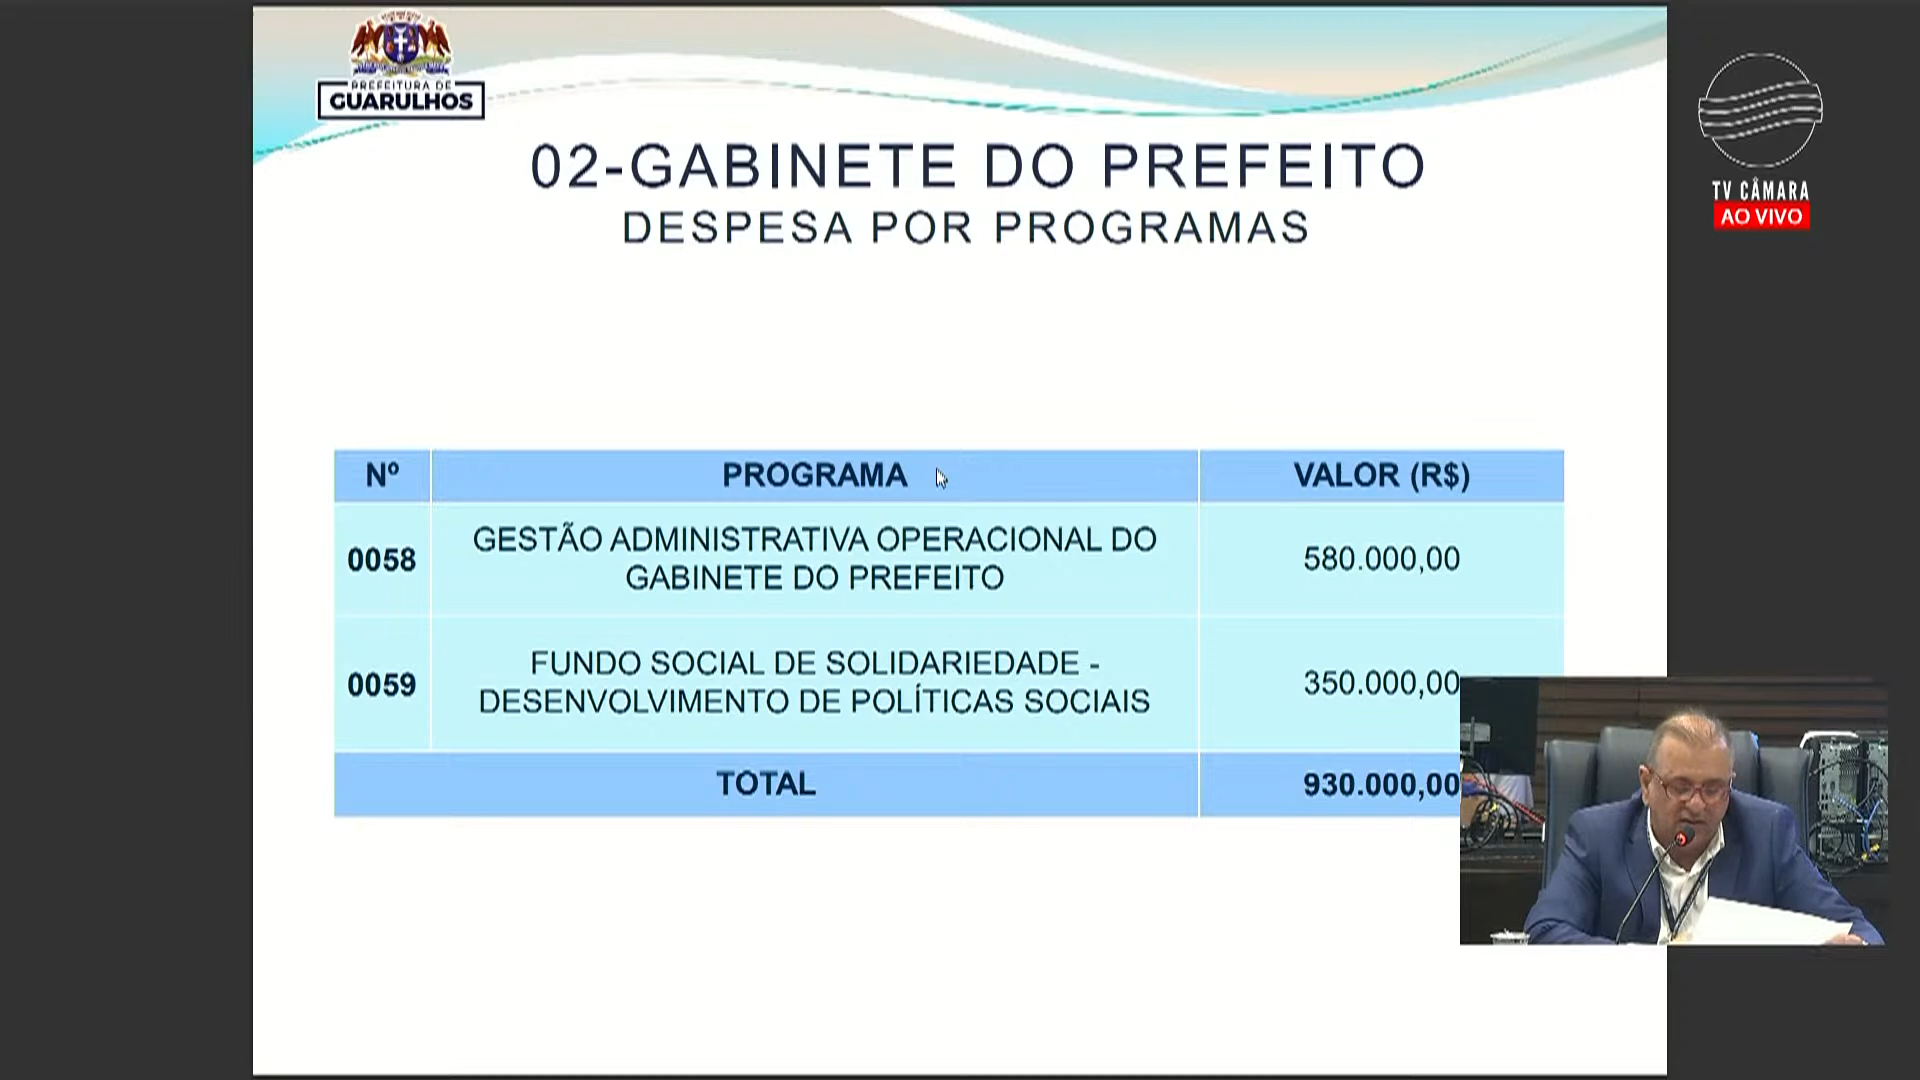 PREFEITURA DE
GUARULHOS
02-GABINETE DO PREFEITO
DESPESA POR PROGRAMAS
TV CÂMARA
AO VIVO
Nº PROGRAMA VALOR (R$)
0058 GESTÃO ADMINISTRATIVA OPERACIONAL DO
GABINETE DO PREFEITO 580.000,00
0059 FUNDO SOCIAL DE SOLIDARIEDADE -
DESENVOLVIMENTO DE POLÍTICAS SOCIAIS 350.000,00
TOTAL 930.000,00